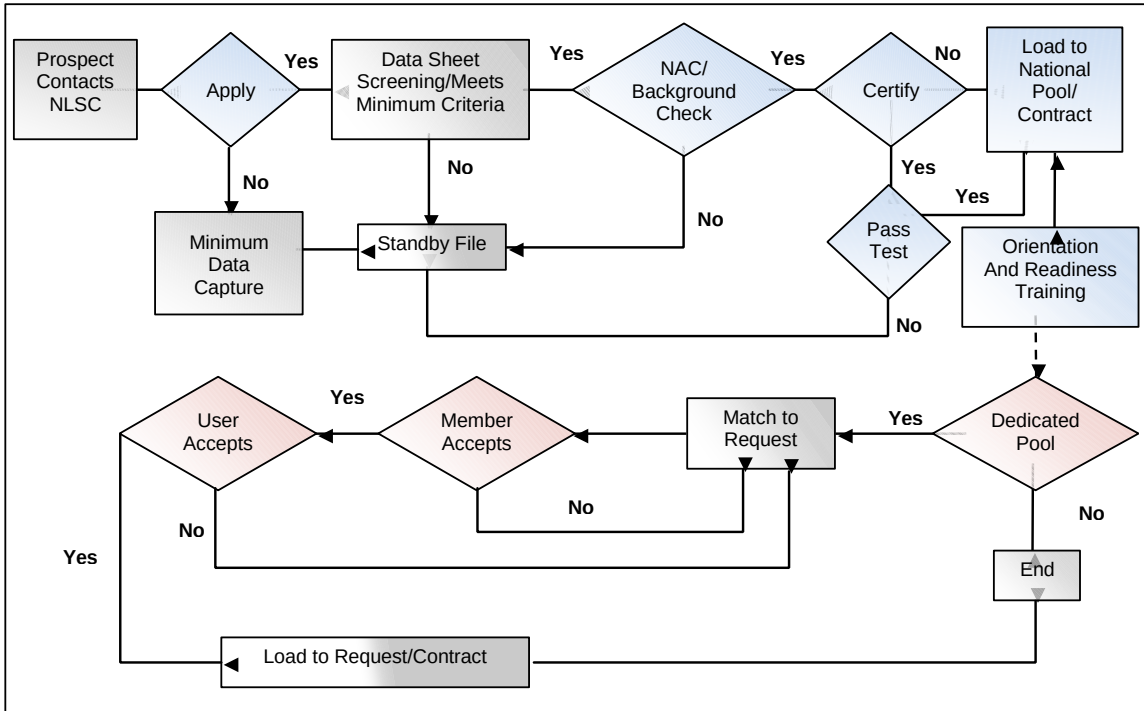 Prospect
Contacts
NLSC
Apply
Yes
Data Sheet
Screening/Meets
Minimum Criteria
Yes
NAC/
Background
Check
Yes
Certify
No
Load to
National
Pool/
Contract
No
No
No
Yes
Yes
Minimum
Data
Capture
Standby File
Pass
Test
No
Orientation
And Readiness
Training
User
Accepts
Yes
Member
Accepts
Match to
Request
Yes
Dedicated
Pool
No
No
No
Yes
End
Load to Request/Contract